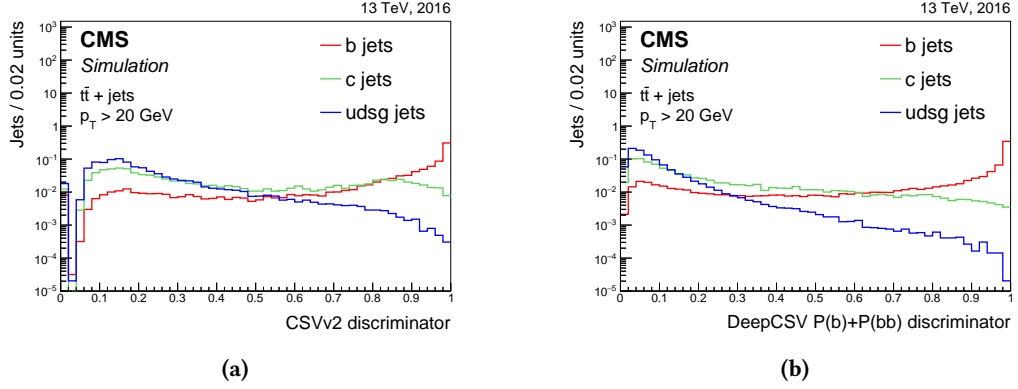 13 TeV, 2016
Jets / 0.02 units
10³
10²
10
1
10⁻¹
10⁻²
10⁻³
10⁻⁴
10⁻⁵
CMS
Simulation
tt̄ + jets
p_T > 20 GeV
b jets
c jets
udsg jets
0 0.1 0.2 0.3 0.4 0.5 0.6 0.7 0.8 0.9 1
CSVv2 discriminator
(a)
13 TeV, 2016
Jets / 0.02 units
10³
10²
10
1
10⁻¹
10⁻²
10⁻³
10⁻⁴
10⁻⁵
CMS
Simulation
tt̄ + jets
p_T > 20 GeV
b jets
c jets
udsg jets
0 0.1 0.2 0.3 0.4 0.5 0.6 0.7 0.8 0.9 1
DeepCSV P(b)+P(bb) discriminator
(b)